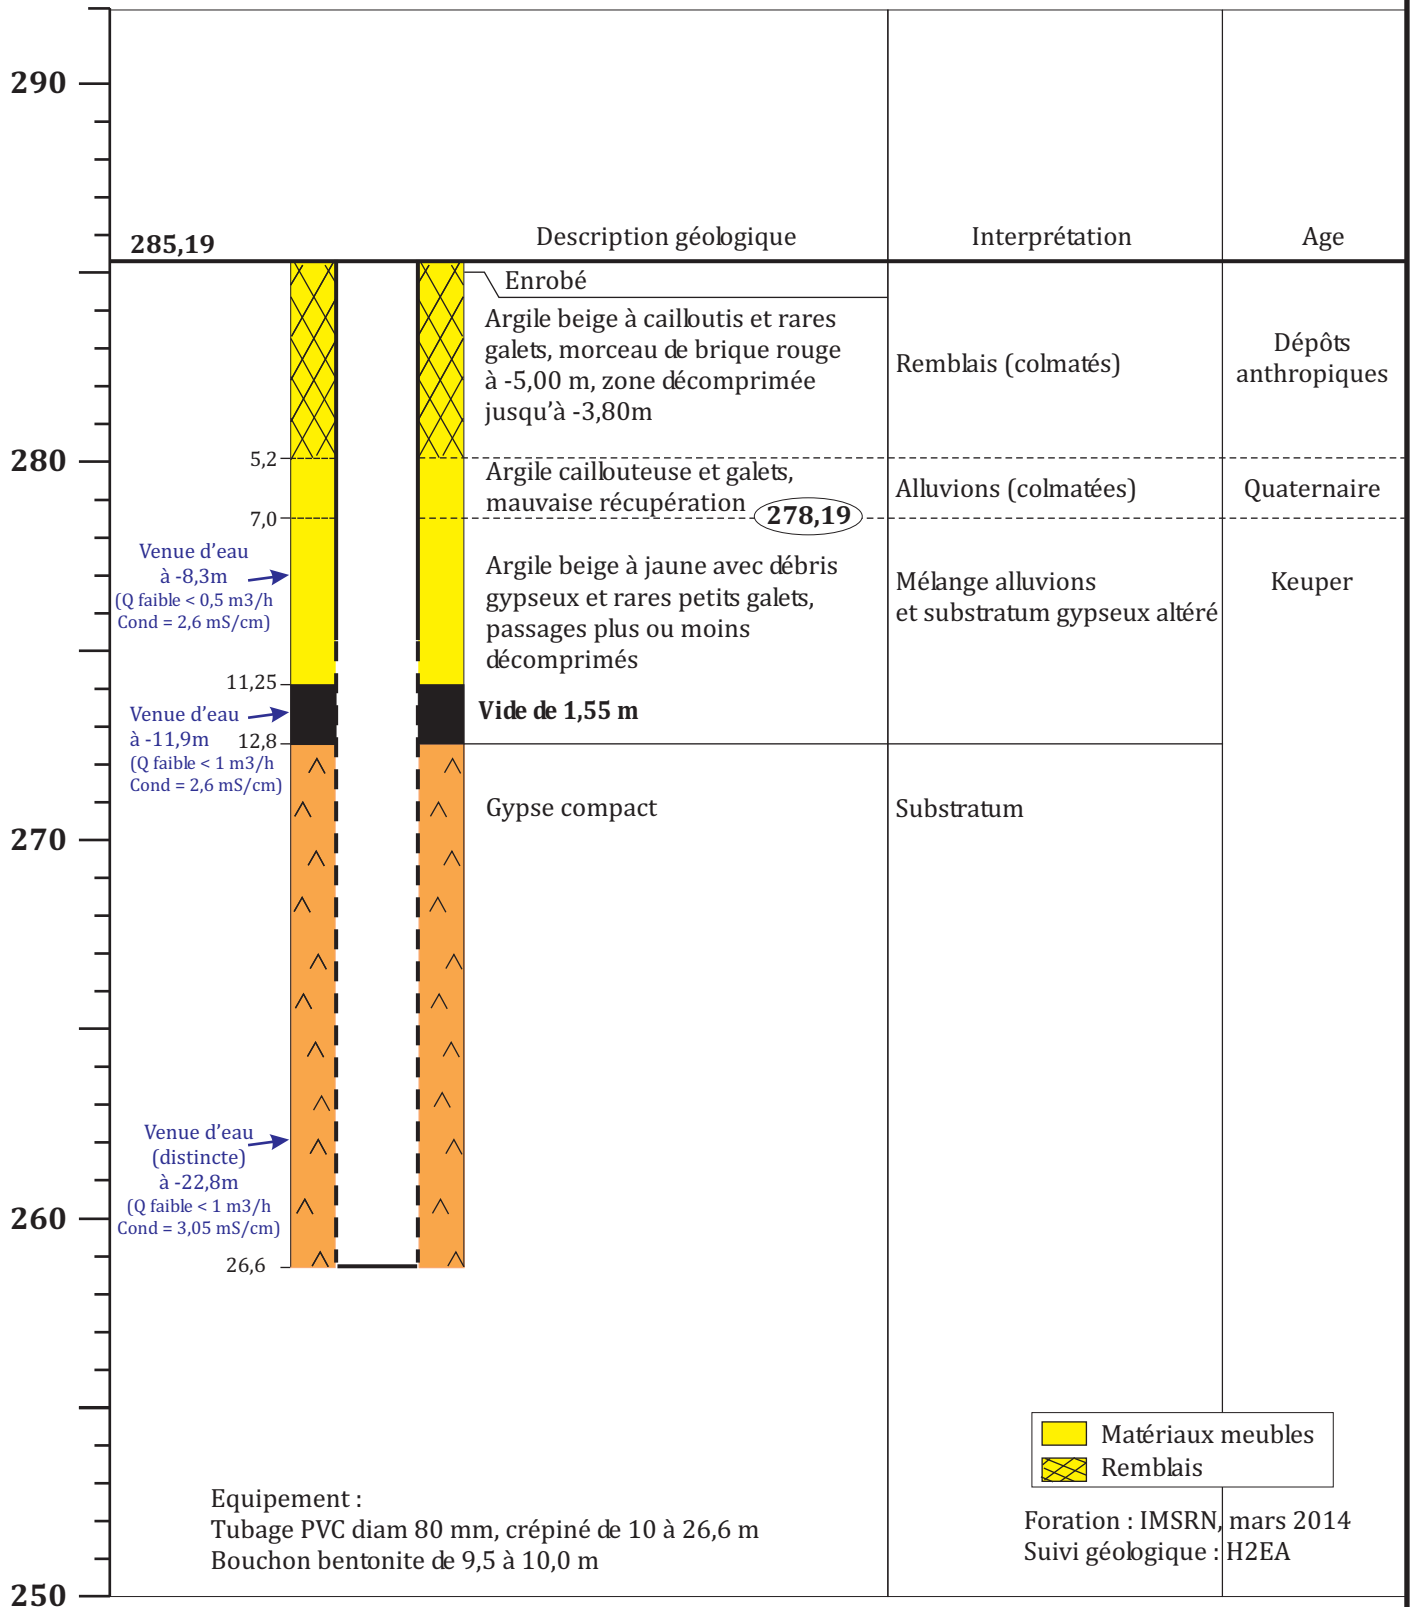 290
285,19
Description géologique
Interprétation
Age
Enrobé
Argile beige à cailloutis et rares
galets, morceau de brique rouge
à -5,00 m, zone décomprimée
jusqu'à -3,80m
Remblais (colmatés)
Dépôts
anthropiques
280
5,2
Argile caillouteuse et galets,
mauvaise récupération
278,19
Alluvions (colmatées)
Quaternaire
7,0
Venue d'eau
à -8,3m
(Q faible < 0,5 m3/h
Cond = 2,6 mS/cm)
Argile beige à jaune avec débris
gypseux et rares petits galets,
passages plus ou moins
décomprimés
Mélange alluvions
et substratum gypseux altéré
Keuper
11,25
Vide de 1,55 m
Venue d'eau
à -11,9m
(Q faible < 1 m3/h
Cond = 2,6 mS/cm)
12,8
Gypse compact
Substratum
270
Venue d'eau
(distincte)
à -22,8m
(Q faible < 1 m3/h
Cond = 3,05 mS/cm)
260
26,6
Matériaux meubles
Remblais
Equipement :
Tubage PVC diam 80 mm, crépiné de 10 à 26,6 m
Bouchon bentonite de 9,5 à 10,0 m
Foration : IMSRN, mars 2014
Suivi géologique : H2EA
250